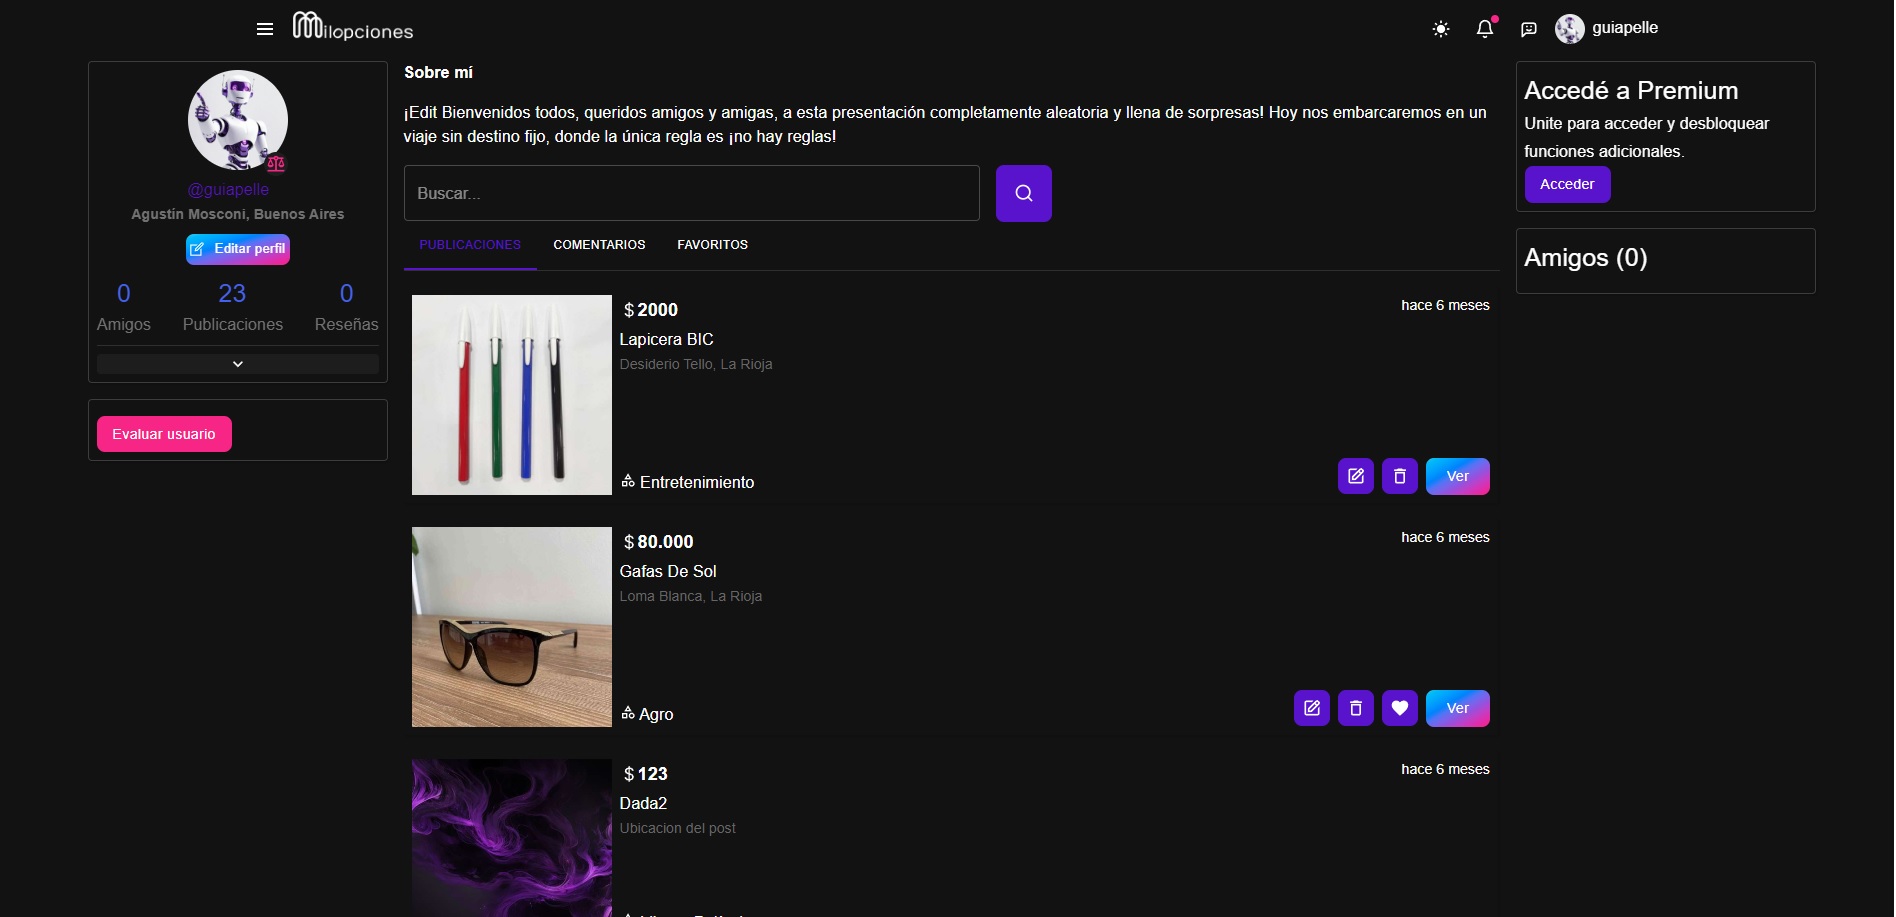 Milopciones
guiapelle
@guiapelle
Agustín Mosconi, Buenos Aires
Editar perfil
0
Amigos
23
Publicaciones
0
Reseñas
Evaluar usuario
Sobre mí
¡Edit Bienvenidos todos, queridos amigos y amigas, a esta presentación completamente aleatoria y llena de sorpresas! Hoy nos embarcaremos en un
viaje sin destino fijo, donde la única regla es ¡no hay reglas!
Buscar...
PUBLICACIONES COMENTARIOS FAVORITOS
$ 2000
hace 6 meses
Lapicera BIC
Desiderio Tello, La Rioja
Entretenimiento
Ver
$ 80.000
hace 6 meses
Gafas De Sol
Loma Blanca, La Rioja
Agro
Ver
$ 123
hace 6 meses
Dada2
Ubicacion del post
Accedé a Premium
Unite para acceder y desbloquear
funciones adicionales.
Acceder
Amigos (0)